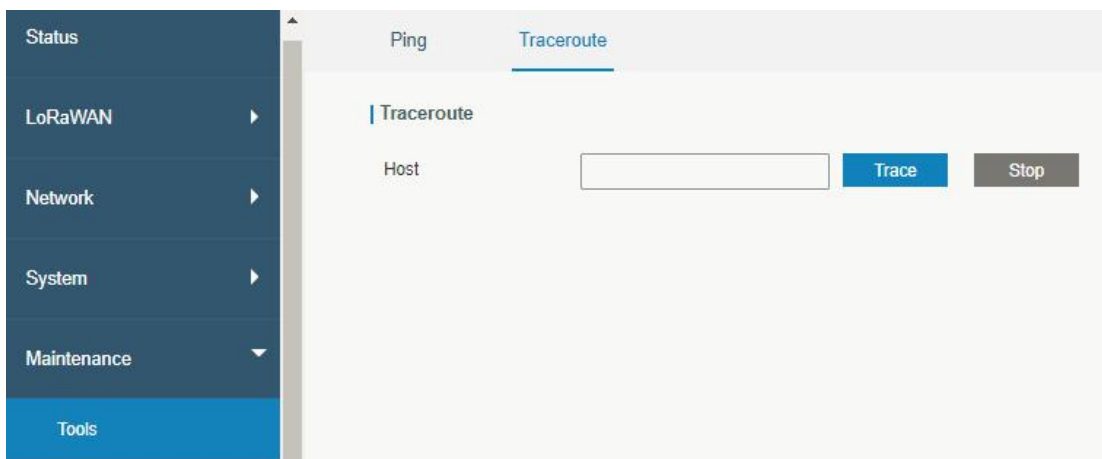 Status
LoRaWAN
Network
System
Maintenance
Tools
Ping
Traceroute
Traceroute
Host
Trace
Stop